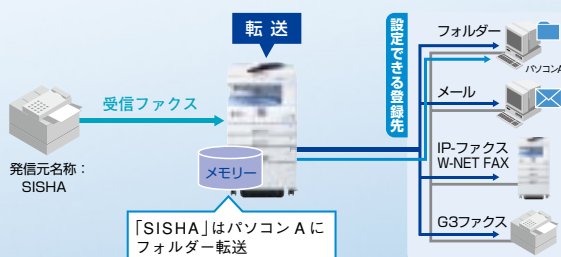 転送
設定できる登録先
フォルダー
パソコンA
受信ファクス
メール
発信元名称：
SISHA
メモリー
IP-ファクス
W-NET FAX
G3ファクス
「SISHA」はパソコンAに
フォルダー転送